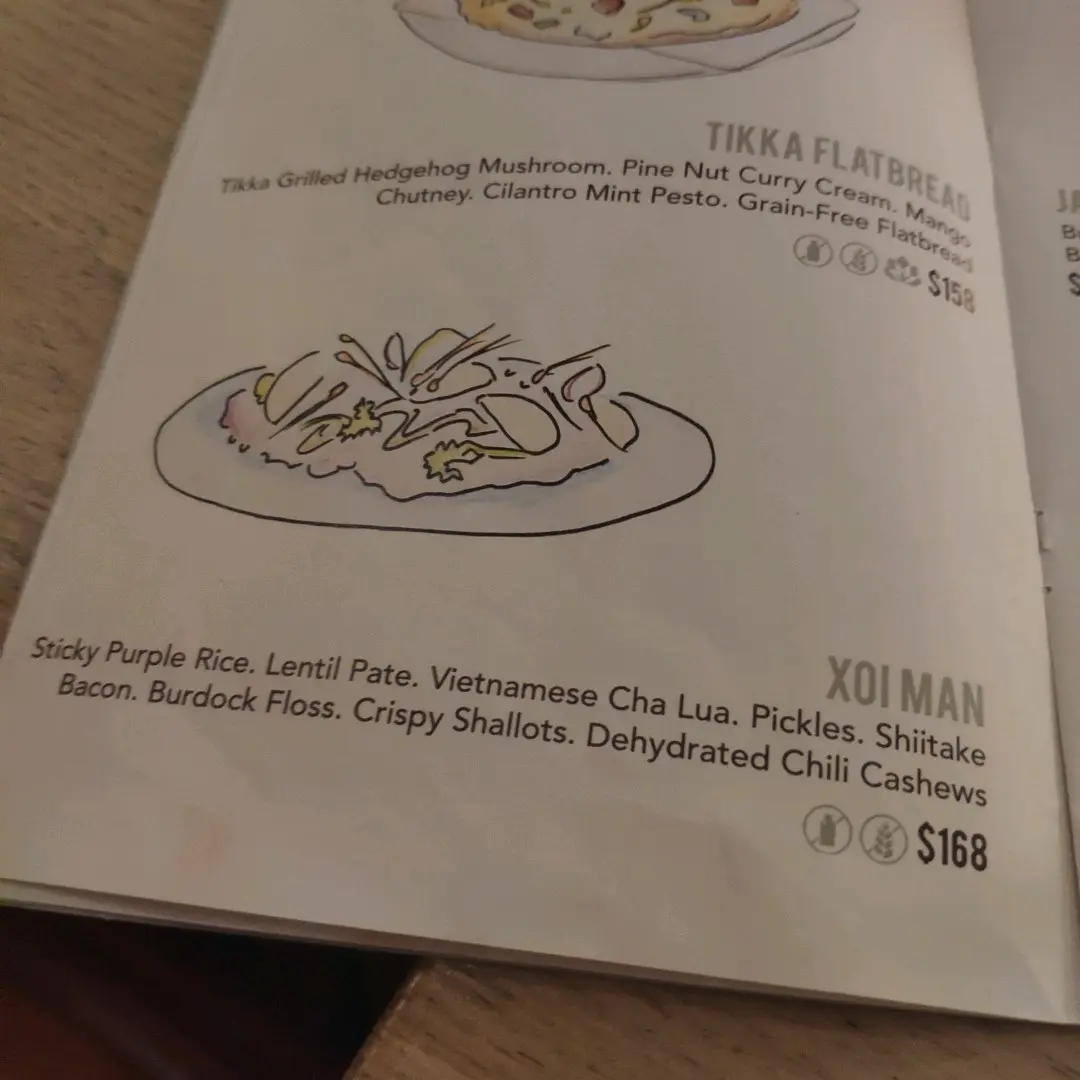 TIKKA FLATBREAD
Tikka Grilled Hedgehog Mushroom. Pine Nut Curry Cream. Mango
Chutney. Cilantro Mint Pesto. Grain-Free Flatbread
$158
XOI MAN
Sticky Purple Rice. Lentil Pate. Vietnamese Cha Lua. Pickles. Shiitake
Bacon. Burdock Floss. Crispy Shallots. Dehydrated Chili Cashews
$168